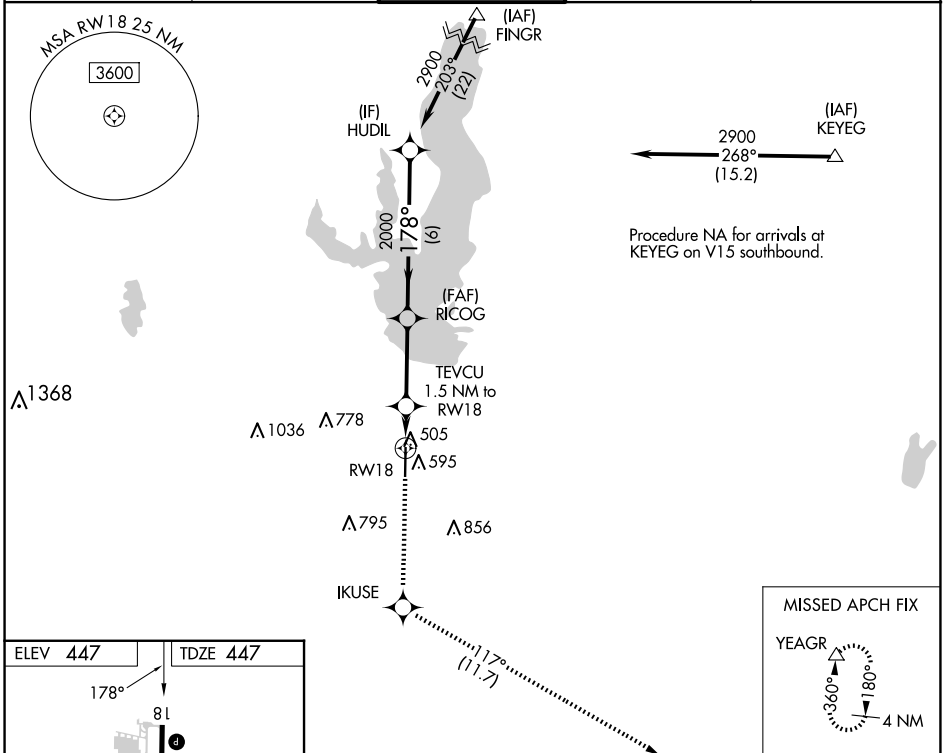 MSA RW18 25 NM
3600
(IAF)
FINGR
2900
203°
(22)
(IF)
HUDIL
(IAF)
KEYEG
2900
268°
(15.2)
2000
178°
(6)
Procedure NA for arrivals at
KEYEG on V15 southbound.
(FAF)
RICOG
TEVCU
1.5 NM to
RW18
1368
1036
778
505
RW18
595
795
856
IKUSE
117°
(11.7)
MISSED APCH FIX
YEAGR
360°
180°
4 NM
ELEV 447
TDZE 447
178°
18
P